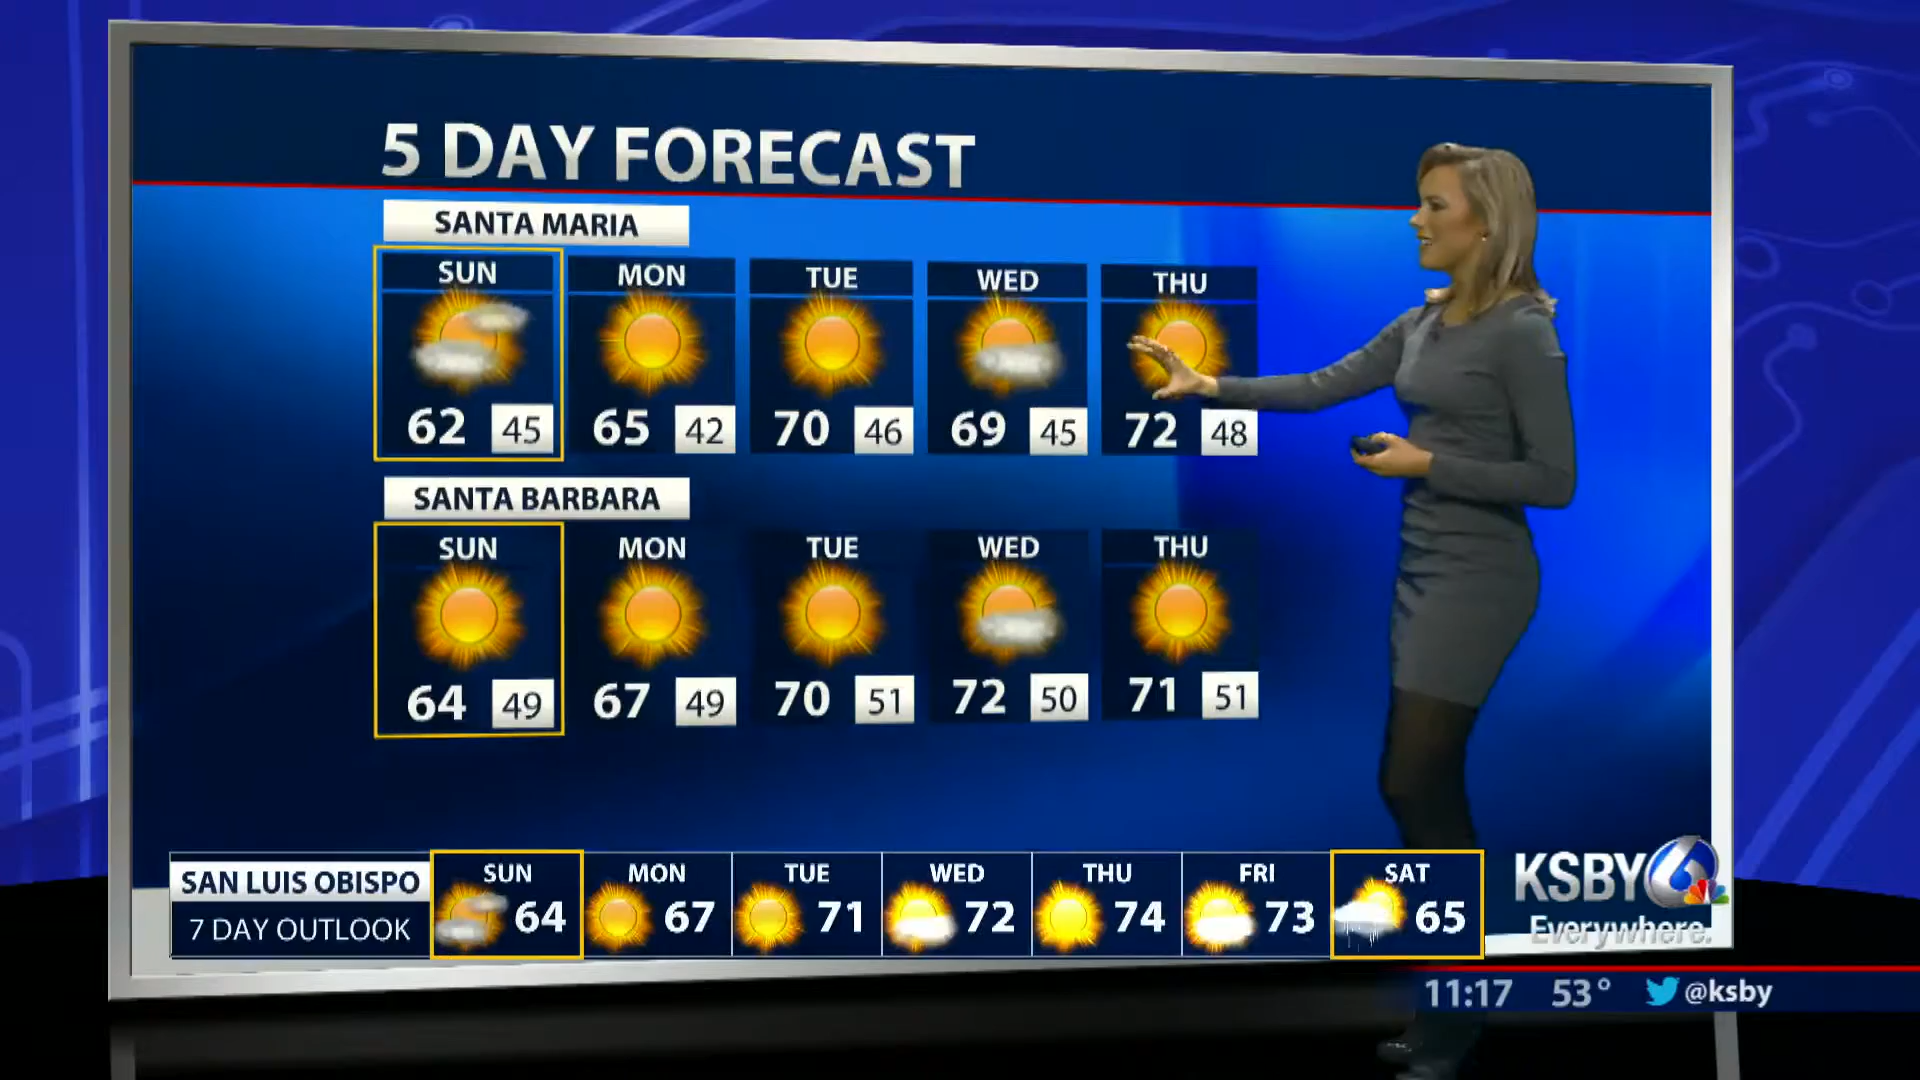 5 DAY FORECAST
SANTA MARIA
SUN MON TUE WED THU
62 45 65 42 70 46 69 45 72 48
SANTA BARBARA
SUN MON TUE WED THU
64 49 67 49 70 51 72 50 71 51
SAN LUIS OBISPO
7 DAY OUTLOOK
SUN MON TUE WED THU FRI SAT
64 67 71 72 74 73 65
KSBY6
Everywhere.
11:17 53° @ksby